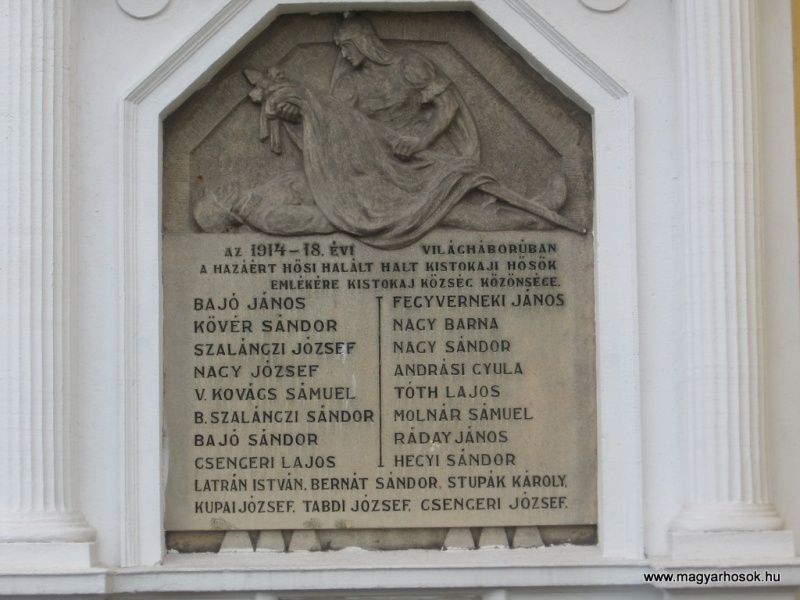 AZ 1914-18. ÉVI VILÁGHÁBORÚBAN
A HAZÁÉRT HŐSI HALÁLT HALT KISTOKAJI HŐSÖK
EMLÉKÉRE KISTOKAJ KÖZSÉG KÖZÖNSÉGE.
BAJÓ JÁNOS
KÖVÉR SÁNDOR
SZALÁNCZI JÓZSEF
NAGY JÓZSEF
V. KOVÁCS SÁMUEL
B. SZALÁNCZI SÁNDOR
BAJÓ SÁNDOR
CSENGERI LAJOS
FEGYVERNEKI JÁNOS
NAGY BARNA
NAGY SÁNDOR
ANDRÁSI GYULA
TÓTH LAJOS
MOLNÁR SÁMUEL
RÁDAY JÁNOS
HEGYI SÁNDOR
LATRÁN ISTVÁN, BERNÁT SÁNDOR, STUPÁK KÁROLY,
KUPAI JÓZSEF, TABDI JÓZSEF, CSENGERI JÓZSEF.
www.magyarhosok.hu